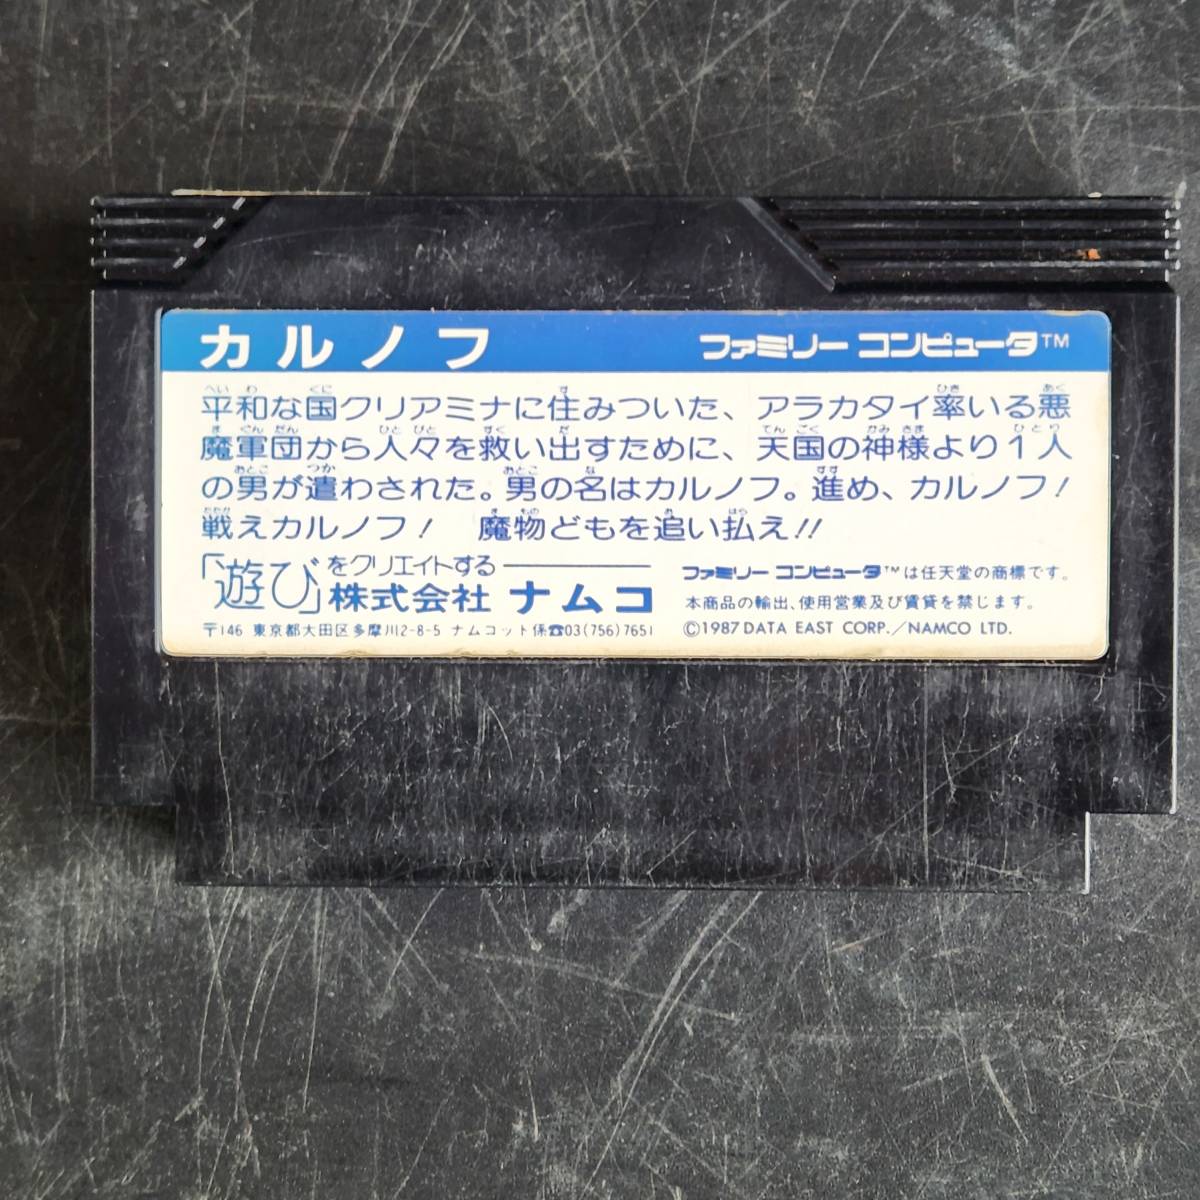 カルノフ ファミリー コンピュータ™
平和な国クリアミナに住みついた、アラカタイ率いる悪
魔軍団から人々を救い出すために、天国の神様より1人
の男が遣わされた。男の名はカルノフ。進め、カルノフ!
戦えカルノフ! 魔物どもを追い払え!!
「遊び」をクリエイトする
株式会社 ナムコ
〒146 東京都大田区多摩川2-8-5 ナムコット係☎03(756)7651
ファミリー コンピュータ™は任天堂の商標です。
本商品の輸出、使用営業及び賃貸を禁じます。
©1987 DATA EAST CORP./NAMCO LTD.